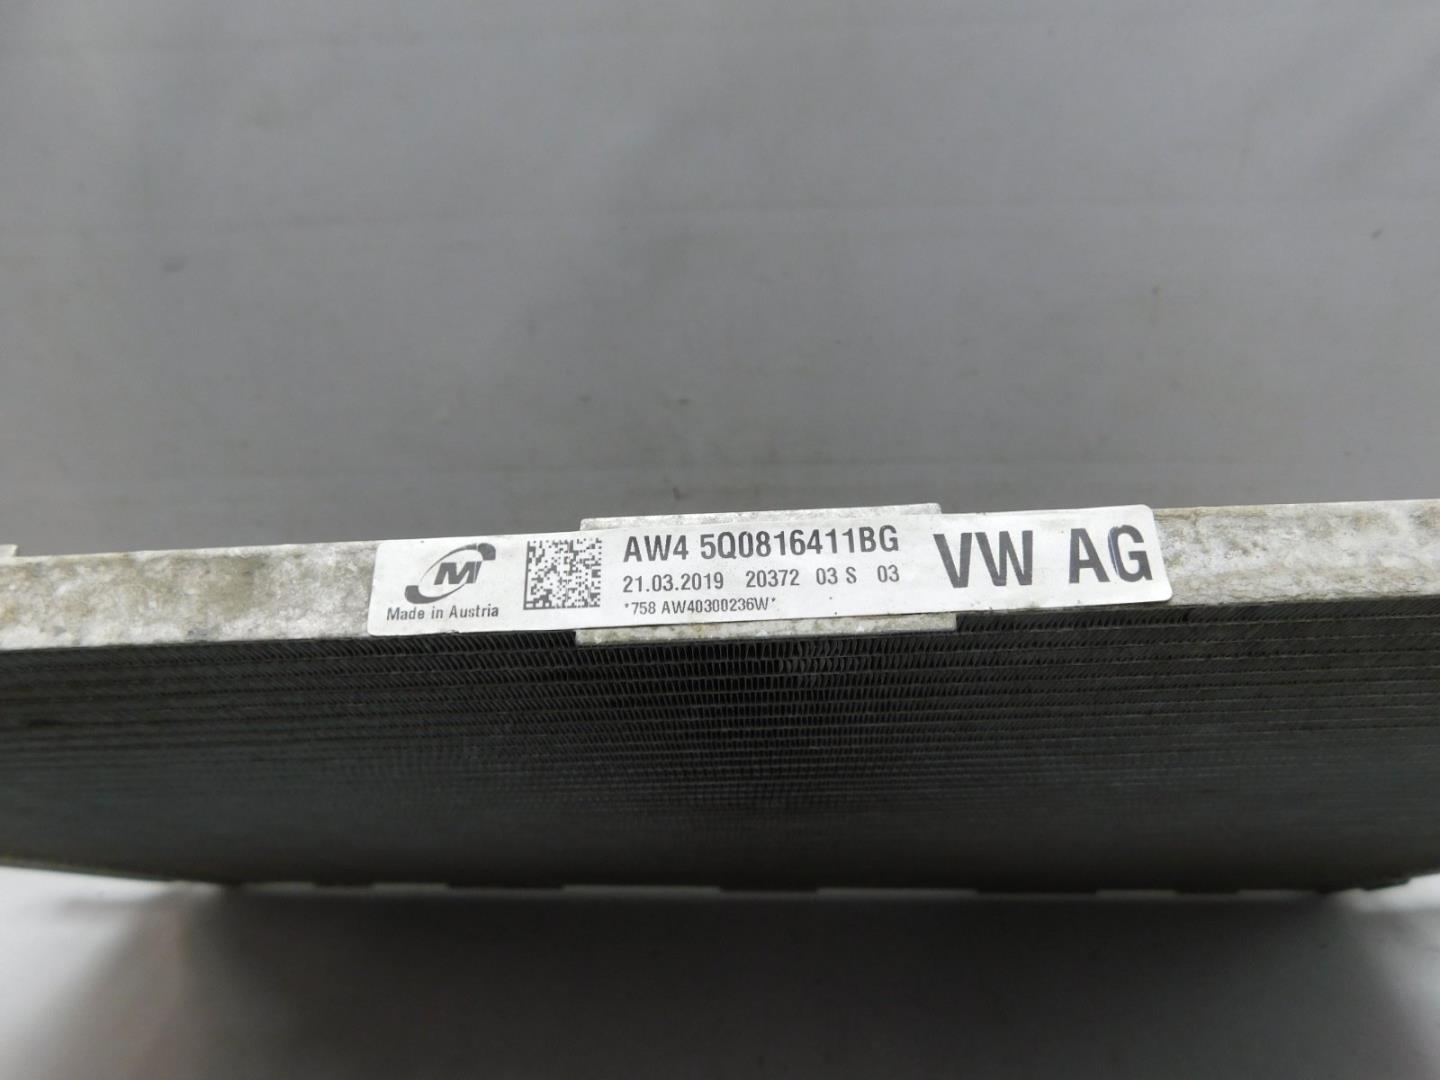 M
Made in Austria
AW4 5Q0816411BG
21.03.2019 20372 03 S 03
*758 AW40300236W*
VW AG